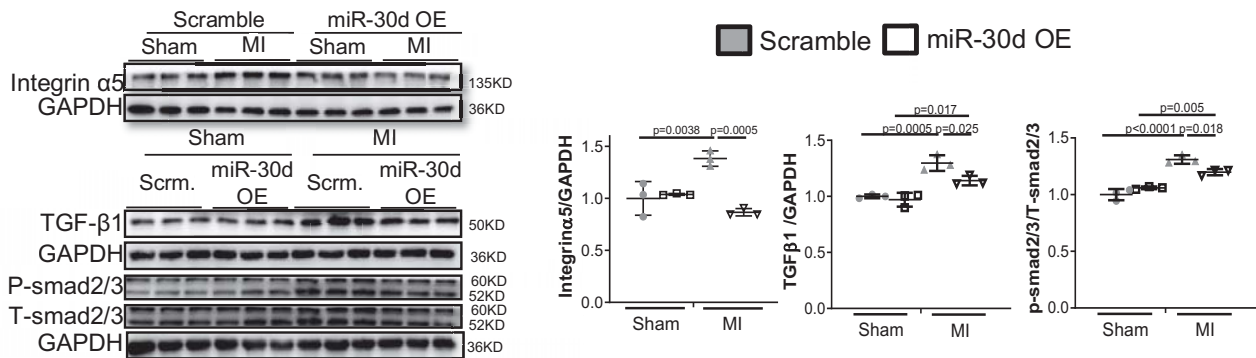 Scramble miR-30d OE
Sham MI Sham MI
Integrin α5 135KD
GAPDH 36KD
Sham MI
Scrm. miR-30d OE Scrm. miR-30d OE
TGF-β1 50KD
GAPDH 36KD
P-smad2/3 60KD
52KD
T-smad2/3 60KD
52KD
GAPDH 36KD
Scramble miR-30d OE
Integrinα5/GAPDH
p=0.0038 p=0.0005
1.5
1.0
0.5
0.0
Sham MI
TGFβ1 /GAPDH
p=0.017
p=0.0005 p=0.025
1.5
1.0
0.5
0.0
Sham MI
p-smad2/3/T-smad2/3
p=0.005
p<0.0001 p=0.018
1.5
1.0
0.5
0.0
Sham MI